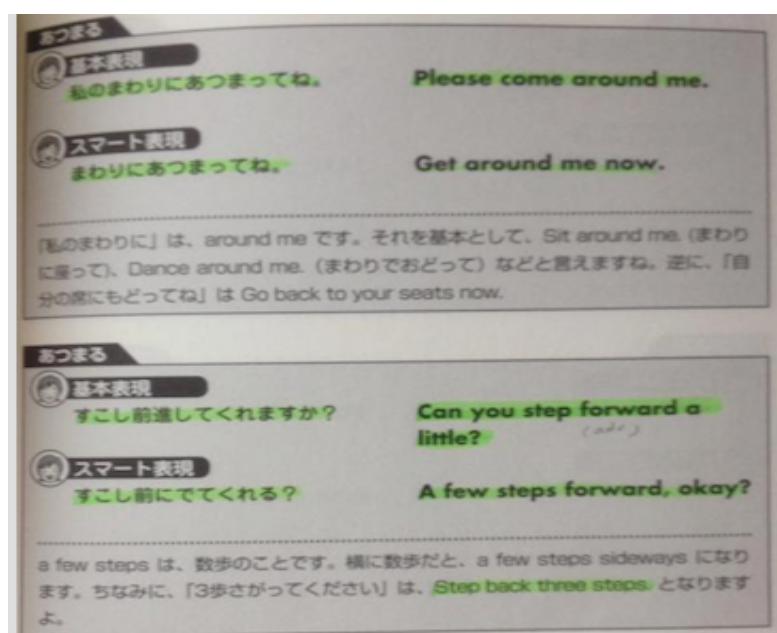 あつまる
基本表現
私のまわりにあつまってね。 Please come around me.
スマート表現
まわりにあつまってね。 Get around me now.
「私のまわりに」は、around me です。それを基本として、Sit around me. (まわり
に座って)、Dance around me.（まわりでおどって）などと言えますね。逆に、「自
分の席にもどってね」は Go back to your seats now.
あつまる
基本表現
すこし前進してくれますか？ Can you step forward a
little?
(adv)
スマート表現
すこし前にでてくれる？ A few steps forward, okay?
a few steps は、数歩のことです。横に数歩だと、a few steps sideways になり
ます。ちなみに、「3歩さがってください」は、Step back three steps. となります
よ。